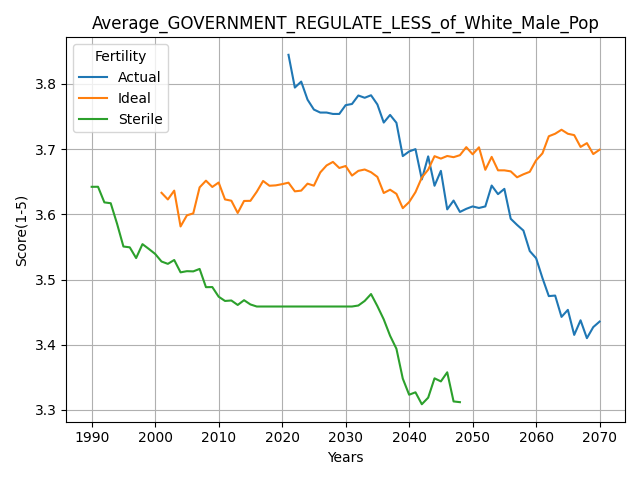 Average_GOVERNMENT_REGULATE_LESS_of_White_Male_Pop
Fertility
Actual
Ideal
Sterile
Score(1-5)
3.8
3.7
3.6
3.5
3.4
3.3
1990 2000 2010 2020 2030 2040 2050 2060 2070
Years